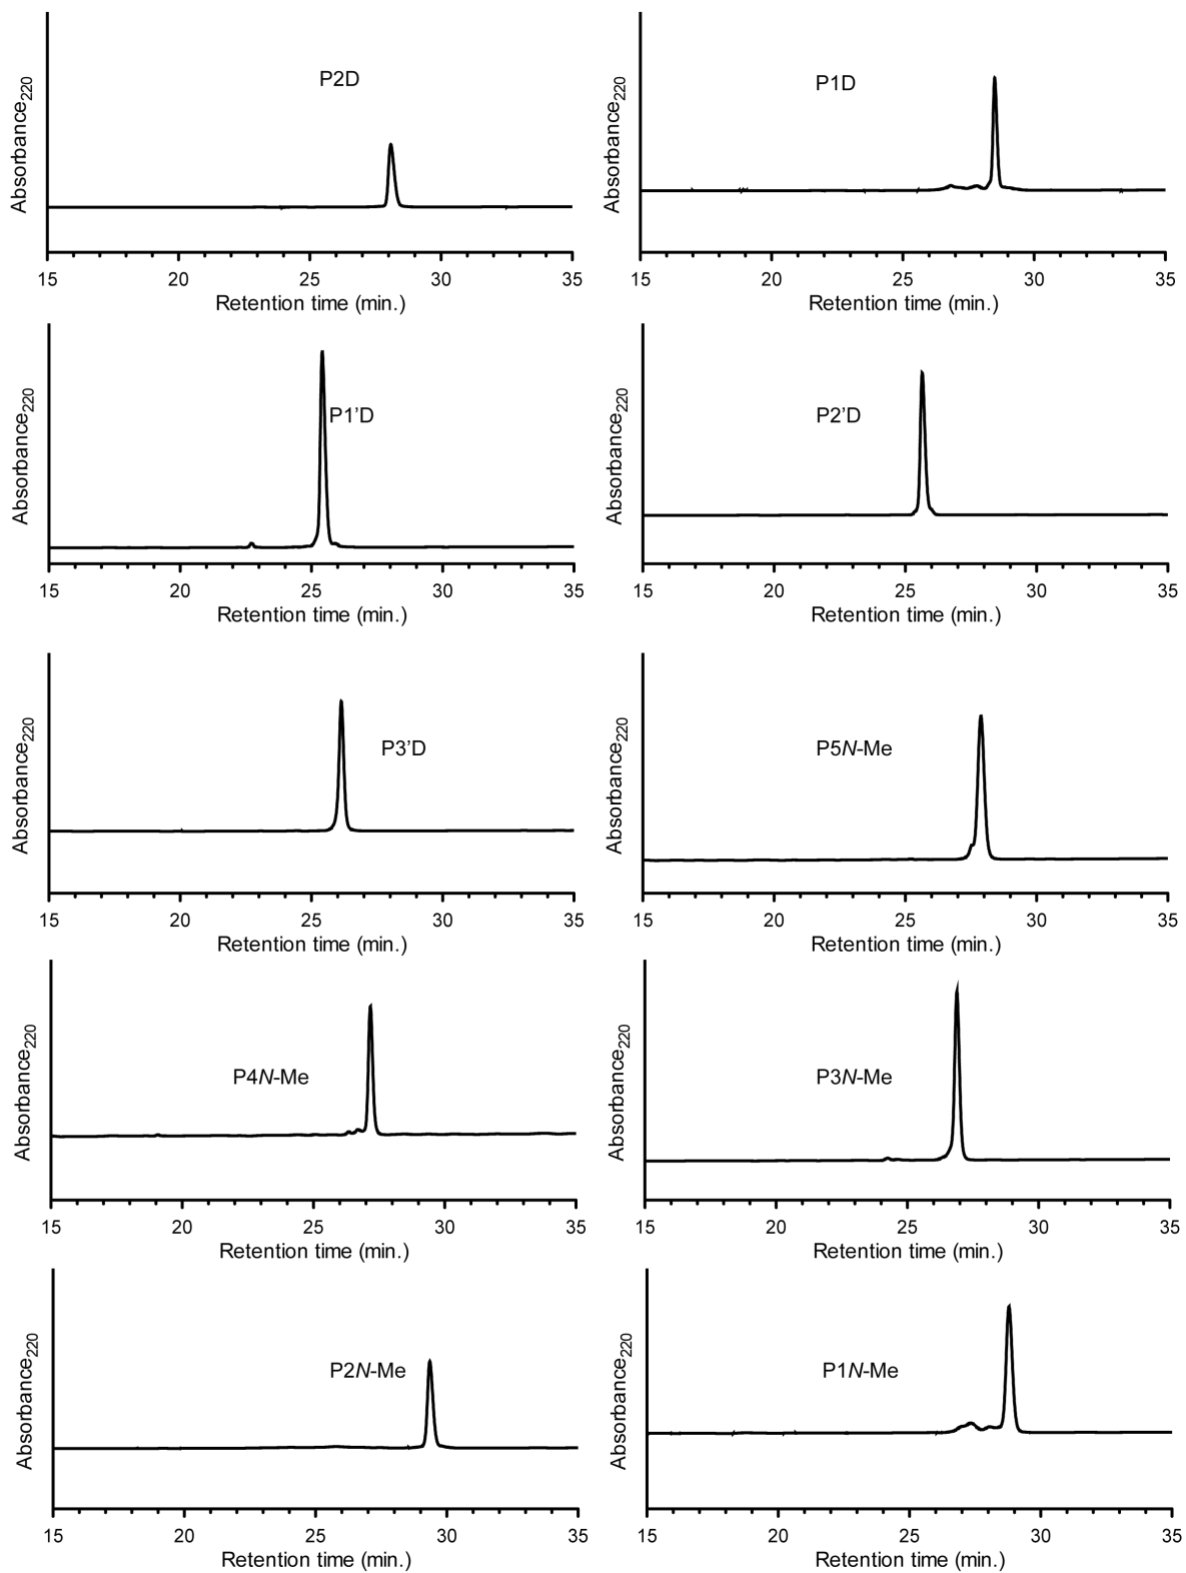 Absorbance220
P2D
15 20 25 30 35
Retention time (min.)
Absorbance220
P1D
15 20 25 30 35
Retention time (min.)
Absorbance220
P1'D
15 20 25 30 35
Retention time (min.)
Absorbance220
P2'D
15 20 25 30 35
Retention time (min.)
Absorbance220
P3'D
15 20 25 30 35
Retention time (min.)
Absorbance220
P5N-Me
15 20 25 30 35
Retention time (min.)
Absorbance220
P4N-Me
15 20 25 30 35
Retention time (min.)
Absorbance220
P3N-Me
15 20 25 30 35
Retention time (min.)
Absorbance220
P2N-Me
15 20 25 30 35
Retention time (min.)
Absorbance220
P1N-Me
15 20 25 30 35
Retention time (min.)